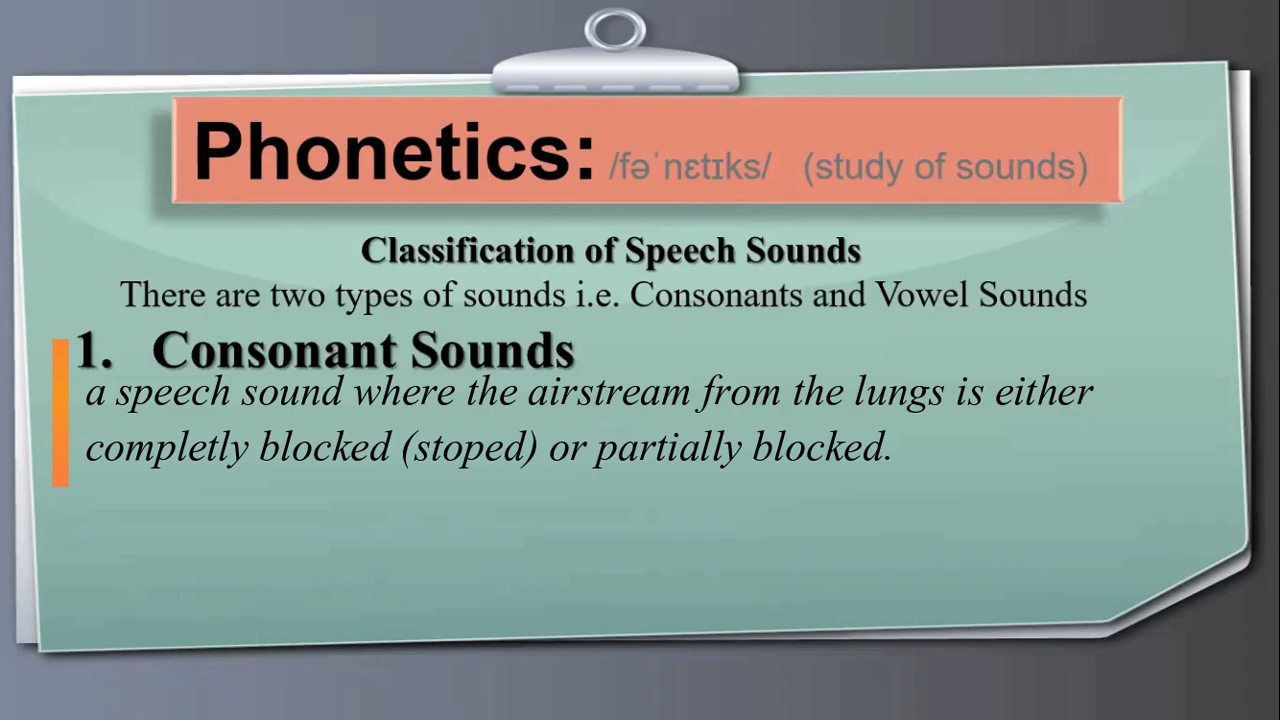 Phonetics: /fəˈnɛtɪks/ (study of sounds)
Classification of Speech Sounds
There are two types of sounds i.e. Consonants and Vowel Sounds
1. Consonant Sounds
a speech sound where the airstream from the lungs is either
completly blocked (stoped) or partially blocked.